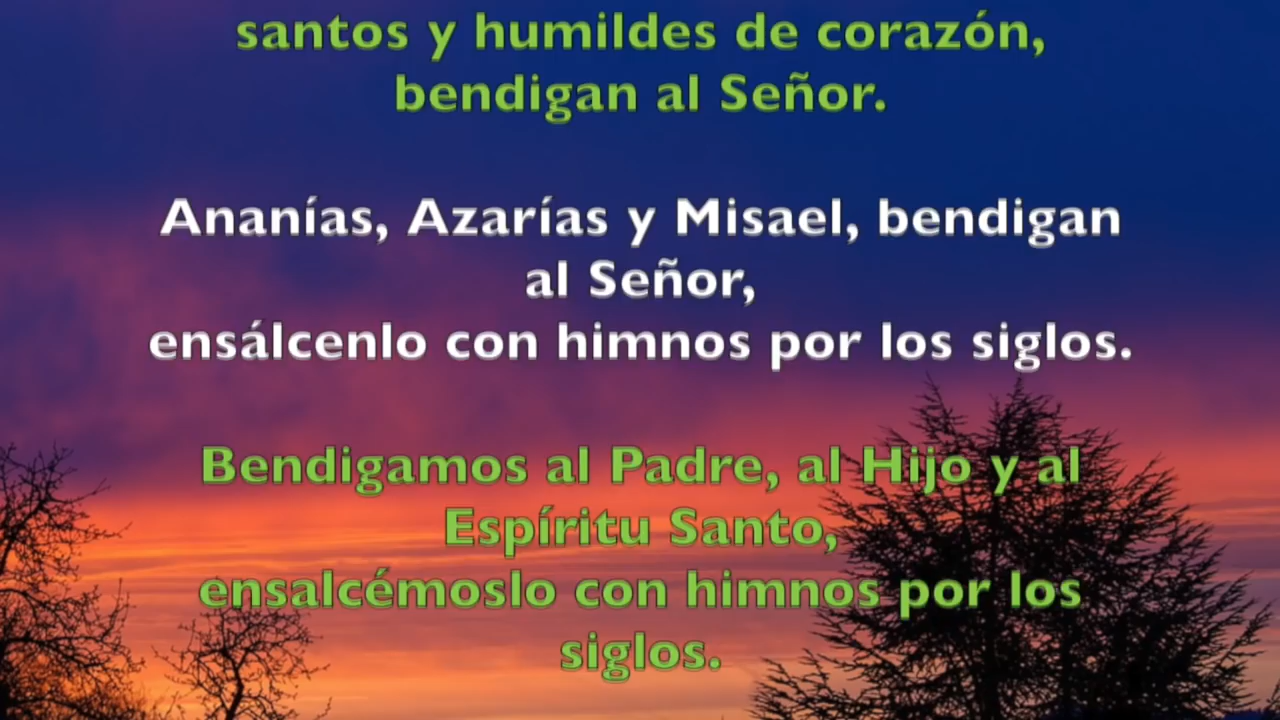 santos y humildes de corazón,
bendigan al Señor.
Ananías, Azarías y Misael, bendigan
al Señor,
ensálcenlo con himnos por los siglos.
Bendigamos al Padre, al Hijo y al
Espíritu Santo,
ensalcémoslo con himnos por los
siglos.